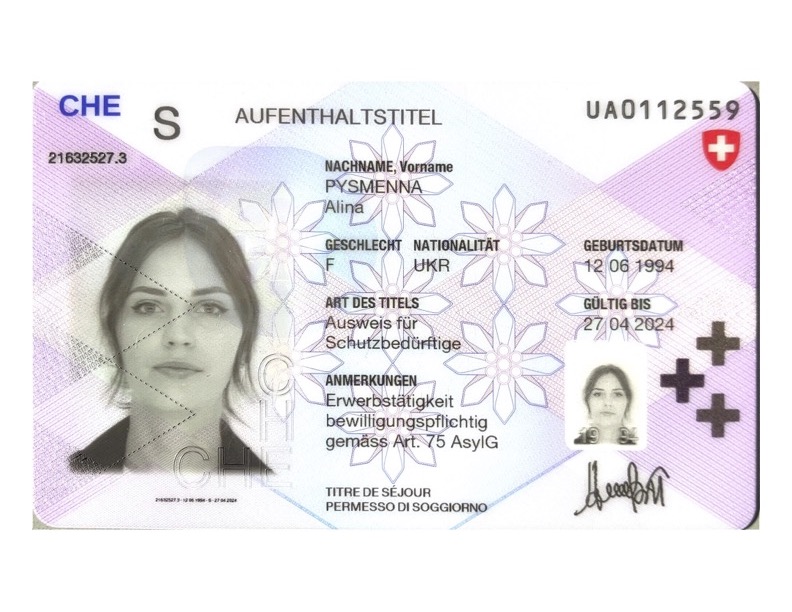 CHE
S
AUFENTHALTSTITEL
UA0112559
21632527.3
NACHNAME, Vorname
PYSMENNA
Alina
GESCHLECHT NATIONALITÄT GEBURTSDATUM
F UKR 12 06 1994
ART DES TITELS GÜLTIG BIS
Ausweis für 27 04 2024
Schutzbedürftige
ANMERKUNGEN
Erwerbstätigkeit
bewilligungspflichtig
gemäss Art. 75 AsylG
CHE
CHE
TITRE DE SÉJOUR
PERMESSO DI SOGGIORNO
21632527.3 · 12 06 1994 · S · 27 04 2024